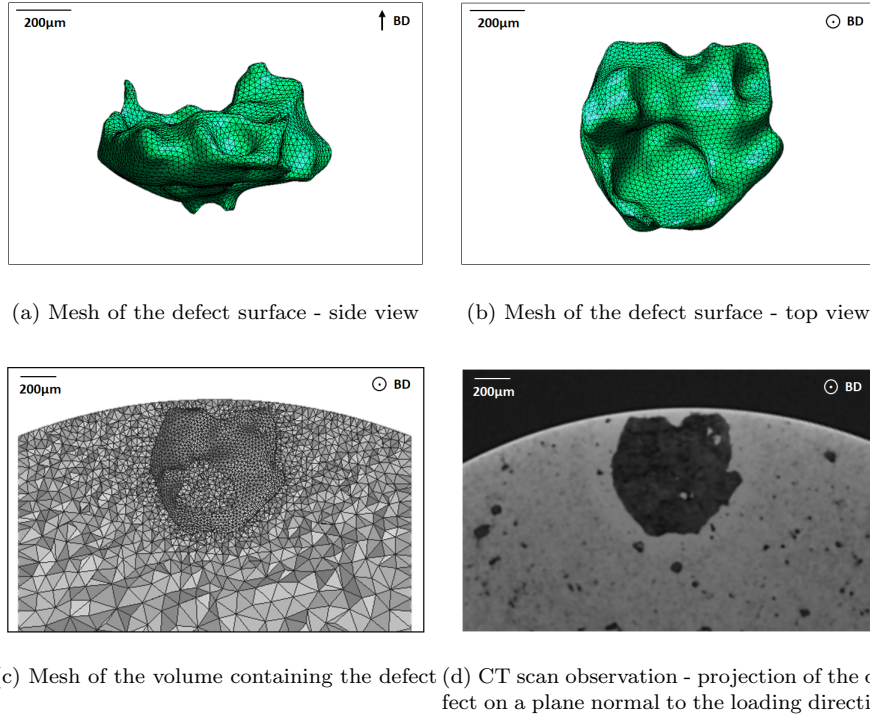 200μm
BD
200μm
BD
(a) Mesh of the defect surface - side view
(b) Mesh of the defect surface - top view
200μm
BD
200μm
BD
c) Mesh of the volume containing the defect
(d) CT scan observation - projection of the
fect on a plane normal to the loading